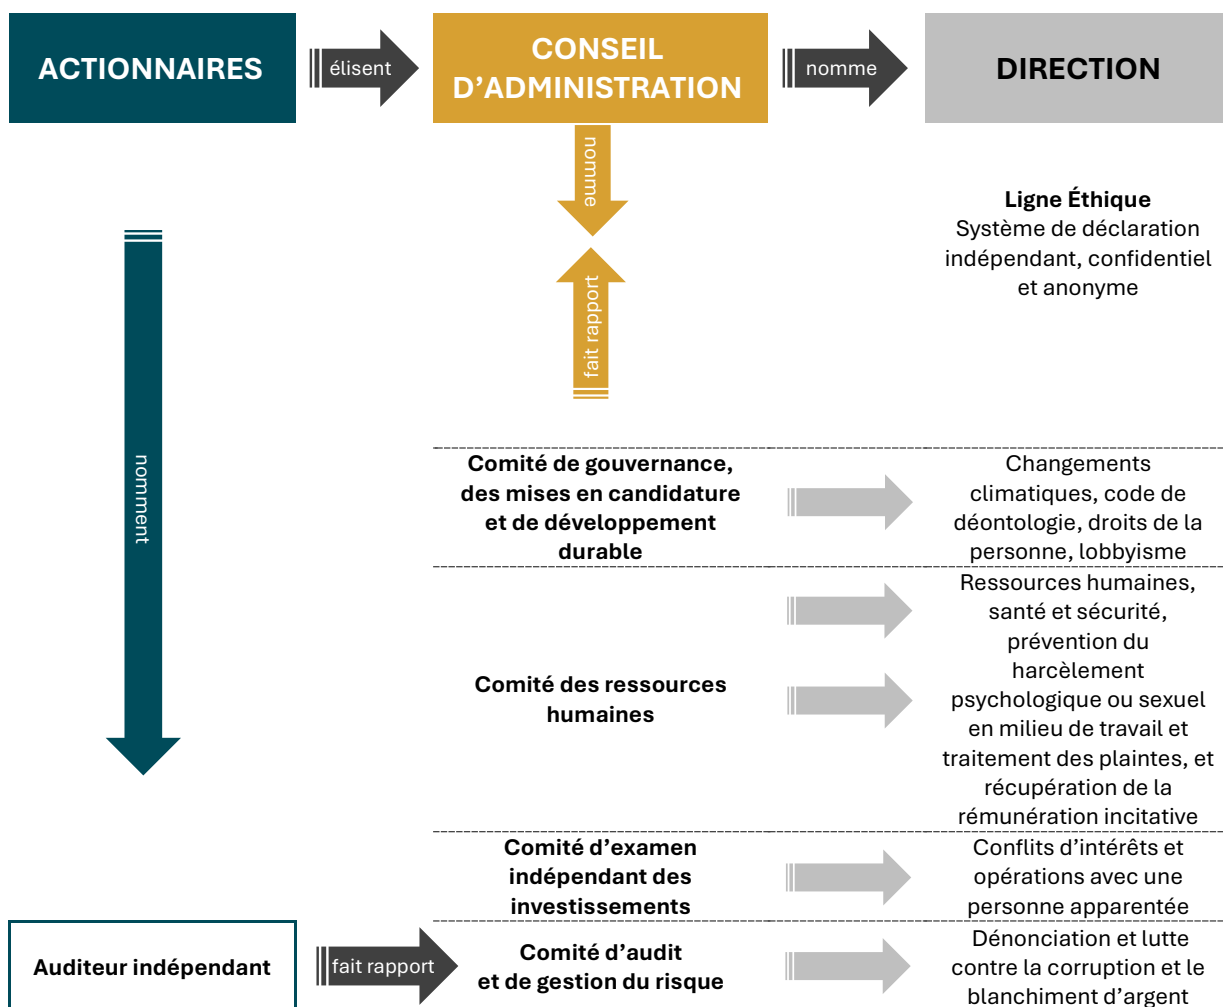 ACTIONNAIRES
élisent
CONSEIL
D’ADMINISTRATION
nomme
DIRECTION
nomme
Ligne Éthique
Système de déclaration
indépendant, confidentiel
et anonyme
fait rapport
nomment
Comité de gouvernance,
des mises en candidature
et de développement
durable
Changements
climatiques, code de
déontologie, droits de la
personne, lobbyisme
Comité des ressources
humaines
Ressources humaines,
santé et sécurité,
prévention du
harcèlement
psychologique ou sexuel
en milieu de travail et
traitement des plaintes, et
récupération de la
rémunération incitative
Comité d’examen
indépendant des
investissements
Conflits d’intérêts et
opérations avec une
personne apparentée
Auditeur indépendant
fait rapport
Comité d’audit
et de gestion du risque
Dénonciation et lutte
contre la corruption et le
blanchiment d’argent